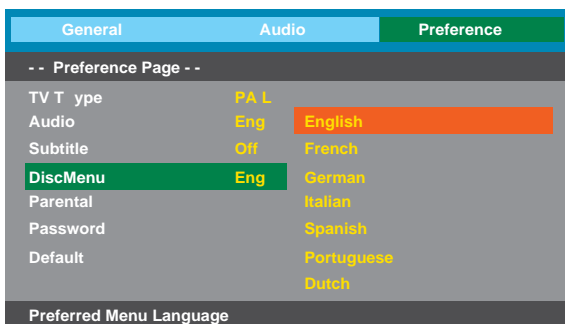 General Audio Preference
- - Preference Page - -
TV T ype PA L
Audio Eng English
Subtitle Off French
DiscMenu Eng German
Parental Italian
Password Spanish
Default Portuguese
Dutch
Preferred Menu Language